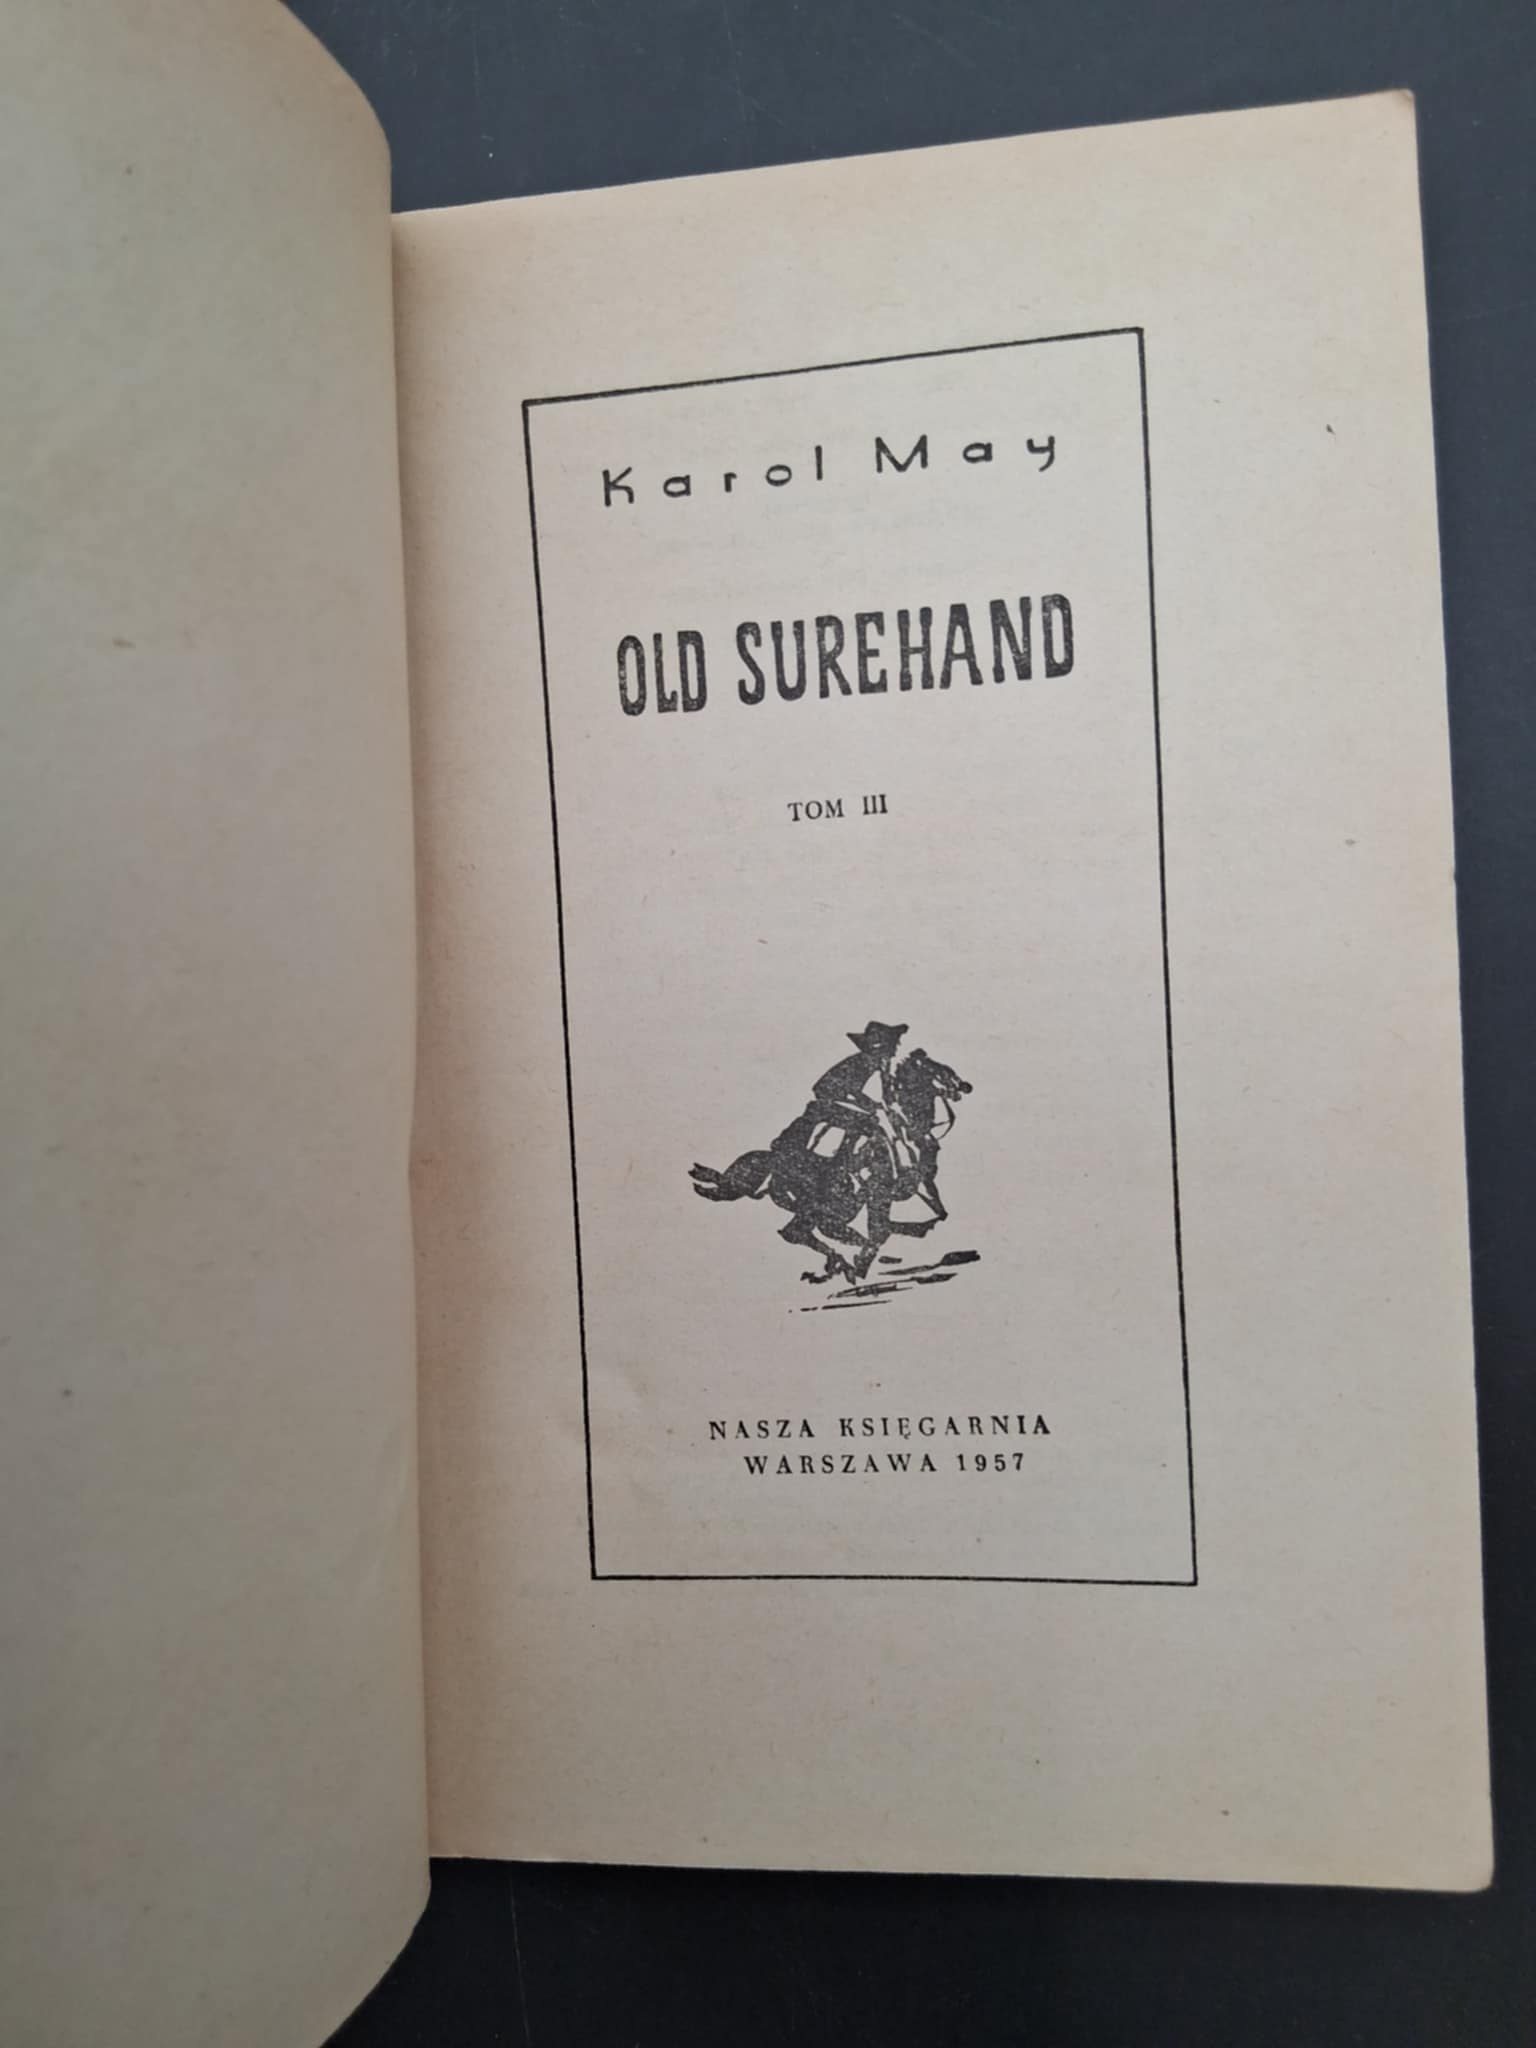 Karol May
OLD SUREHAND
TOM III
NASZA KSIĘGARNIA
WARSZAWA 1957